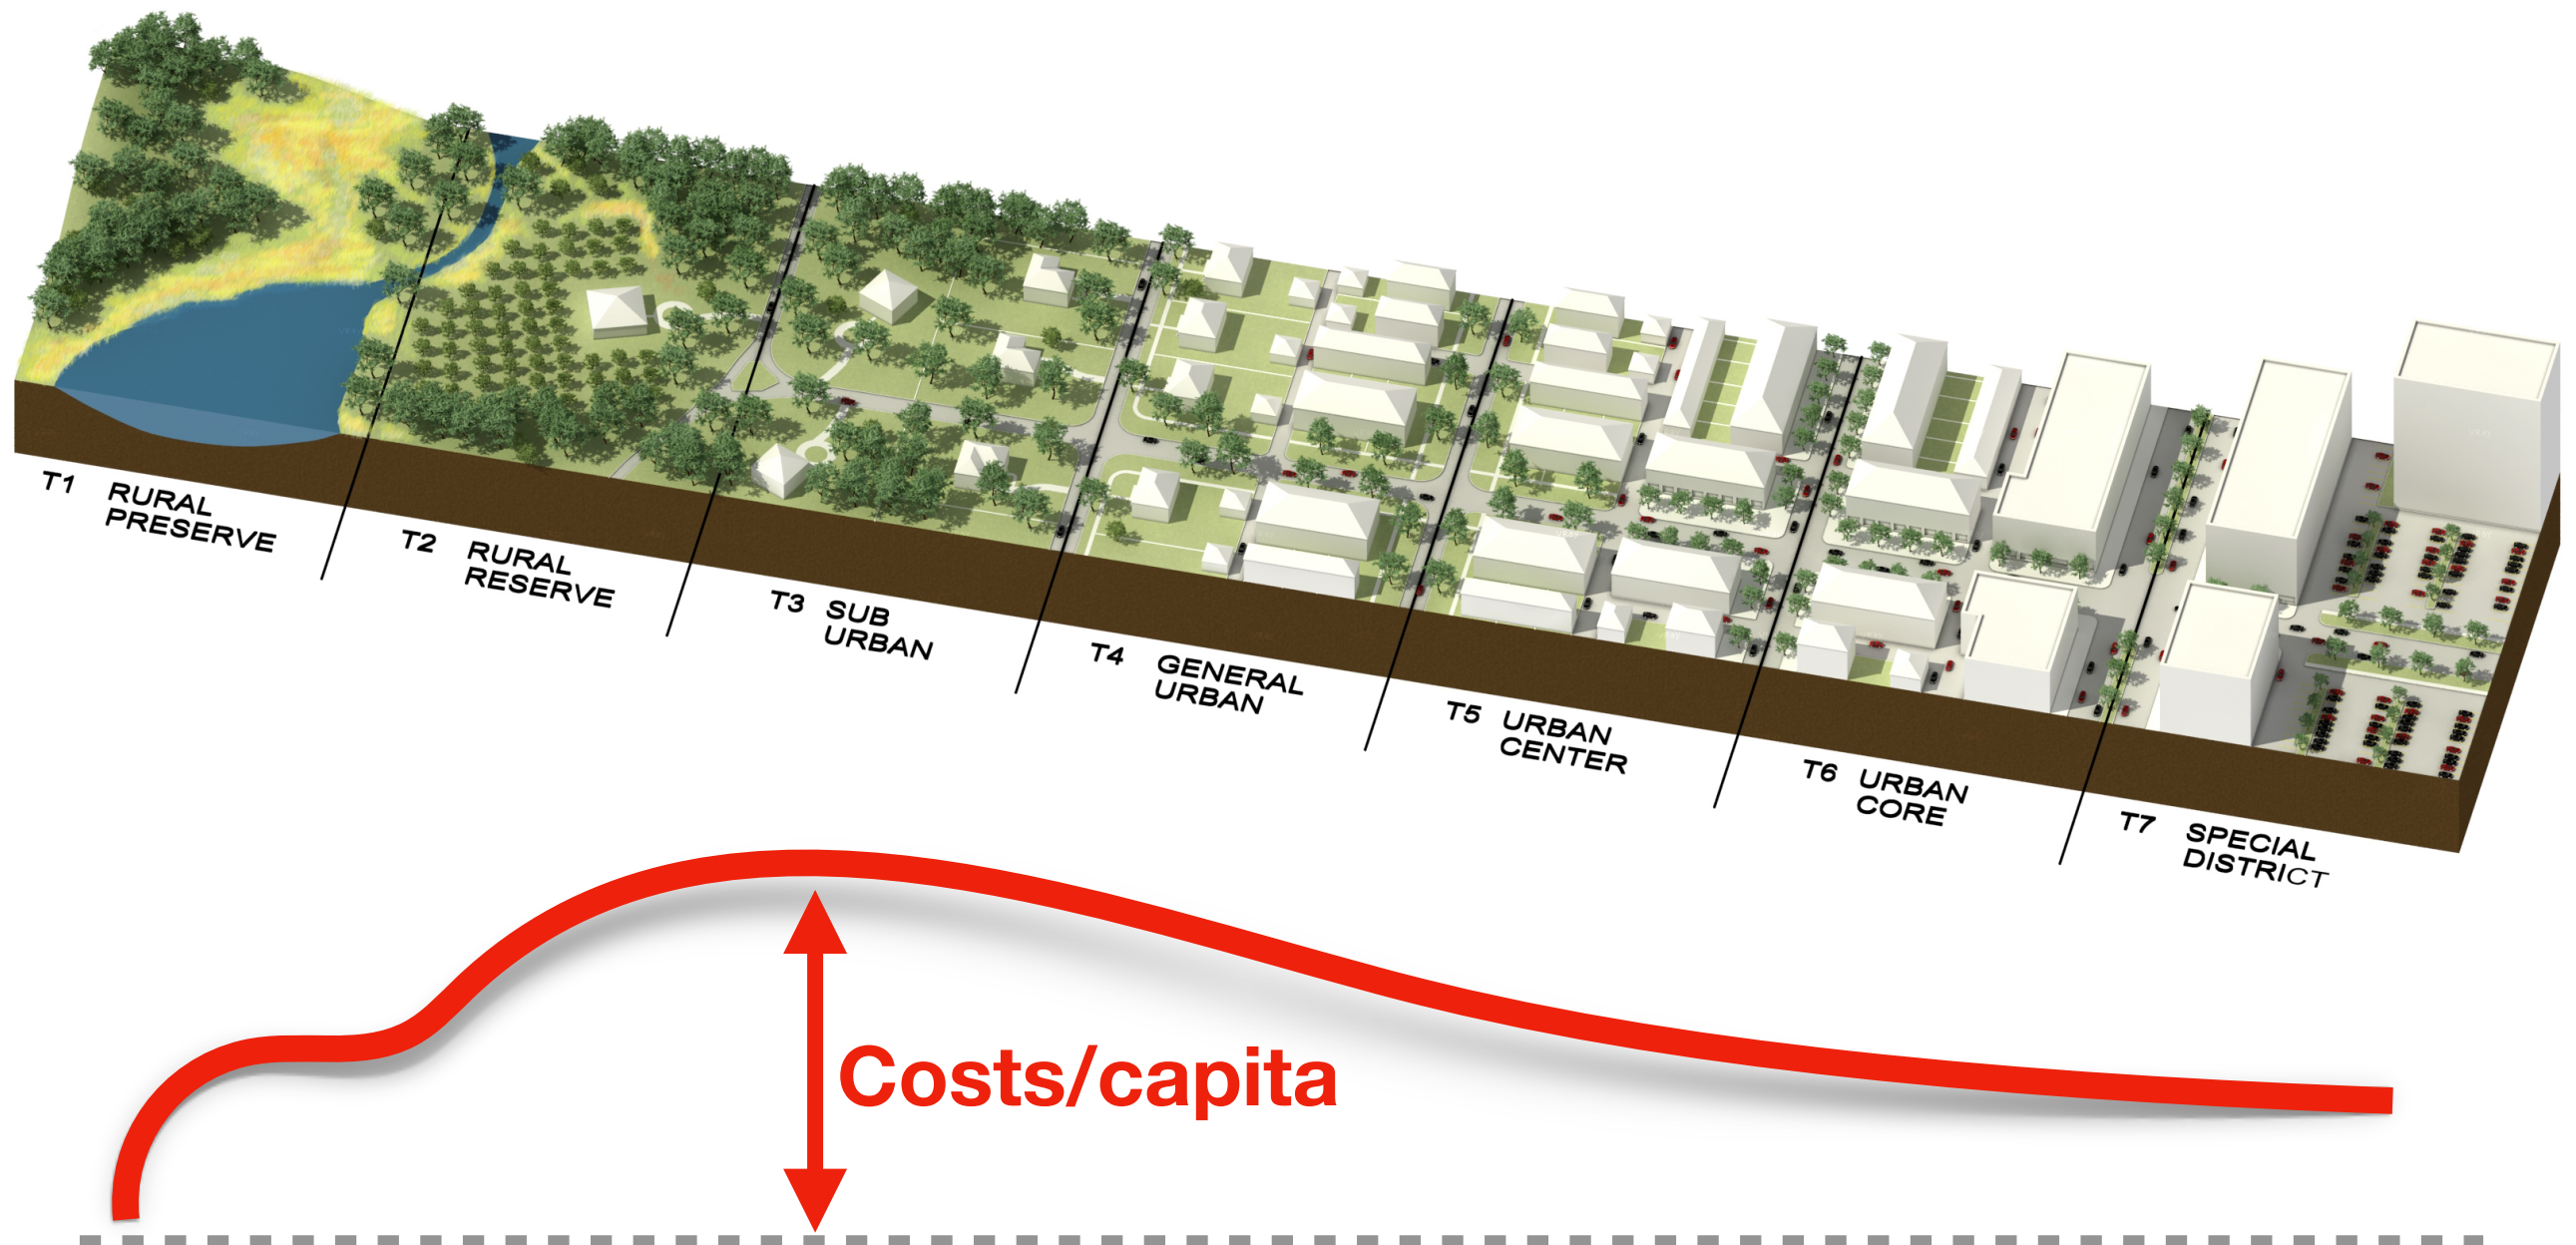 T1 RURAL
PRESERVE
T2 RURAL
RESERVE
T3 SUB
URBAN
T4 GENERAL
URBAN
T5 URBAN
CENTER
T6 URBAN
CORE
T7 SPECIAL
DISTRICT
Costs/capita